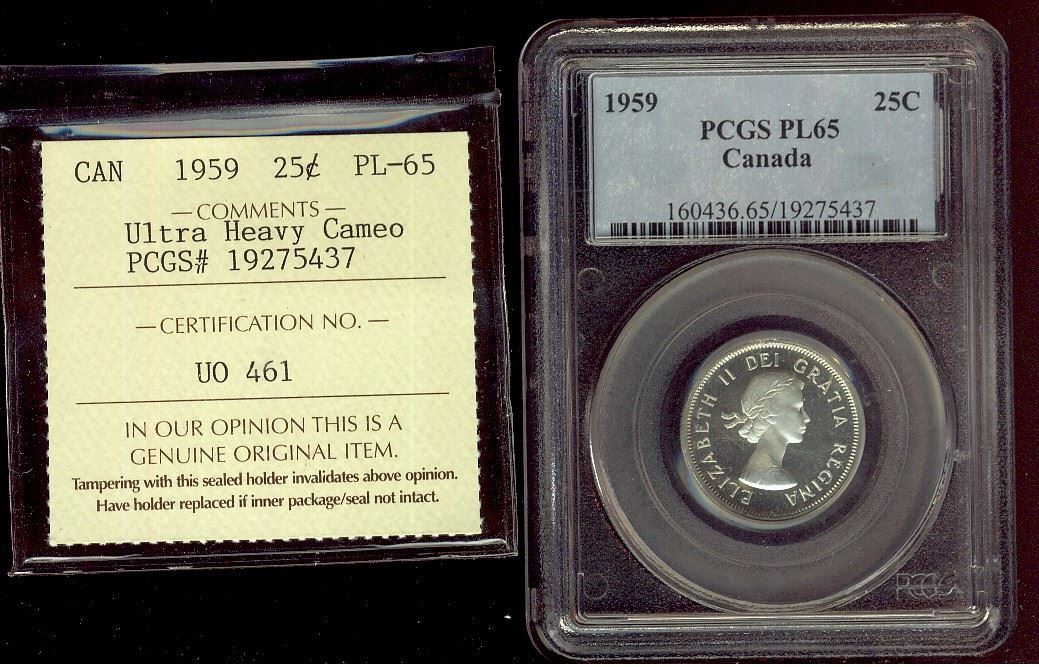 CAN 1959 25¢ PL-65
— COMMENTS —
Ultra Heavy Cameo
PCGS# 19275437
— CERTIFICATION NO. —
UO 461
IN OUR OPINION THIS IS A
GENUINE ORIGINAL ITEM.
Tampering with this sealed holder invalidates above opinion.
Have holder replaced if inner package/seal not intact.
1959 25C
PCGS PL65
Canada
160436.65/19275437
ELIZABETH II DEI GRATIA REGINA
PCGS